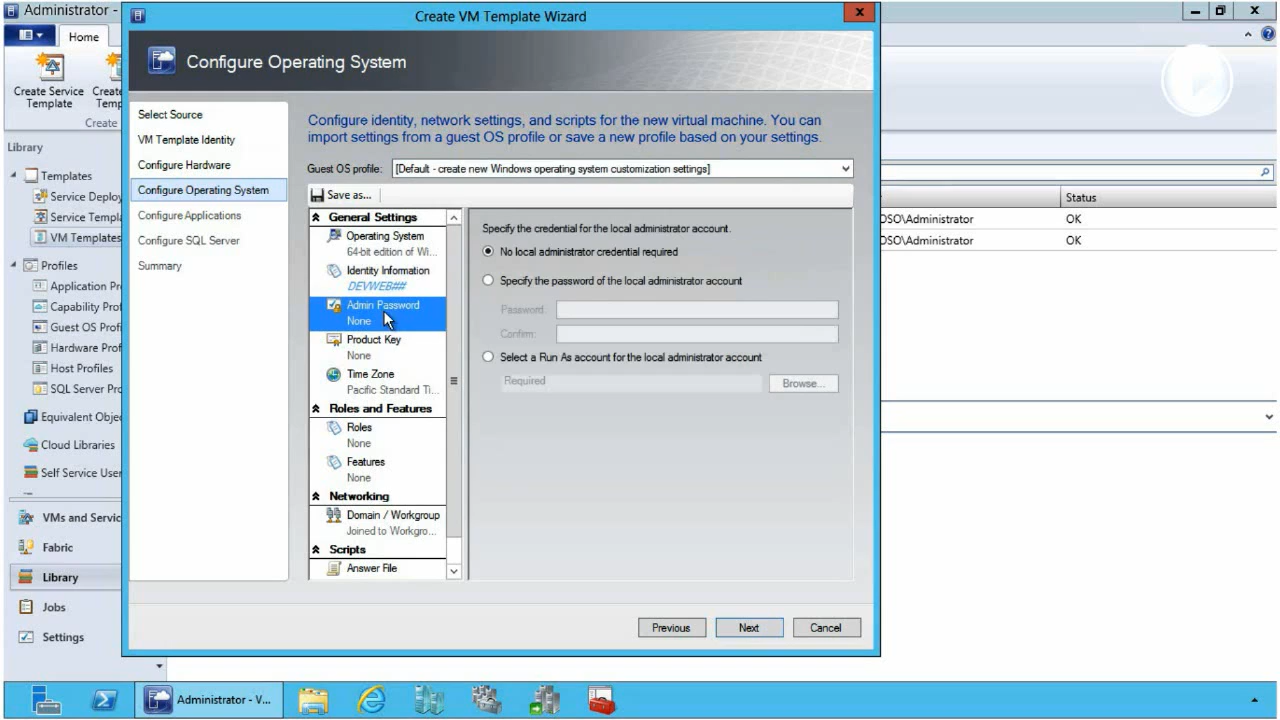 Administrator -
Create VM Template Wizard
Home
Create Service
Template
Create
Temp
Create
Configure Operating System
Select Source
VM Template Identity
Configure Hardware
Configure Operating System
Configure Applications
Configure SQL Server
Summary
Configure identity, network settings, and scripts for the new virtual machine. You can
import settings from a guest OS profile or save a new profile based on your settings.
Guest OS profile:
[Default - create new Windows operating system customization settings]
Save as...
General Settings
Operating System
64-bit edition of Wi...
Identity Information
DEVWEB##
Admin Password
None
Product Key
None
Time Zone
Pacific Standard Ti...
Roles and Features
Roles
None
Features
None
Networking
Domain / Workgroup
Joined to Workgro...
Scripts
Answer File
Specify the credential for the local administrator account.
No local administrator credential required
Specify the password of the local administrator account
Password:
Confirm:
Select a Run As account for the local administrator account
Required
Browse...
Previous
Next
Cancel
Library
Templates
Service Deploy
Service Templa
VM Templates
Profiles
Application Pr
Capability Prof
Guest OS Profi
Hardware Prof
Host Profiles
SQL Server Pro
Equivalent Obje
Cloud Libraries
Self Service User
VMs and Servic
Fabric
Library
Jobs
Settings
Status
OSO\Administrator
OK
OSO\Administrator
OK
Administrator - V...